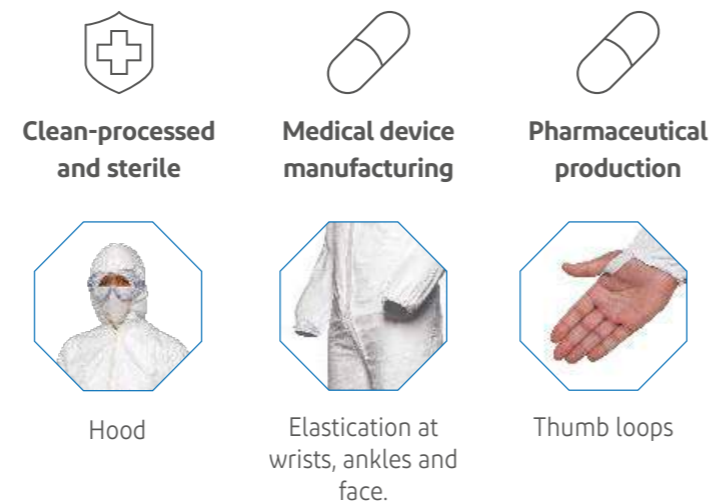 Clean-processed
and sterile
Medical device
manufacturing
Pharmaceutical
production
Hood
Elastication at
wrists, ankles and
face.
Thumb loops